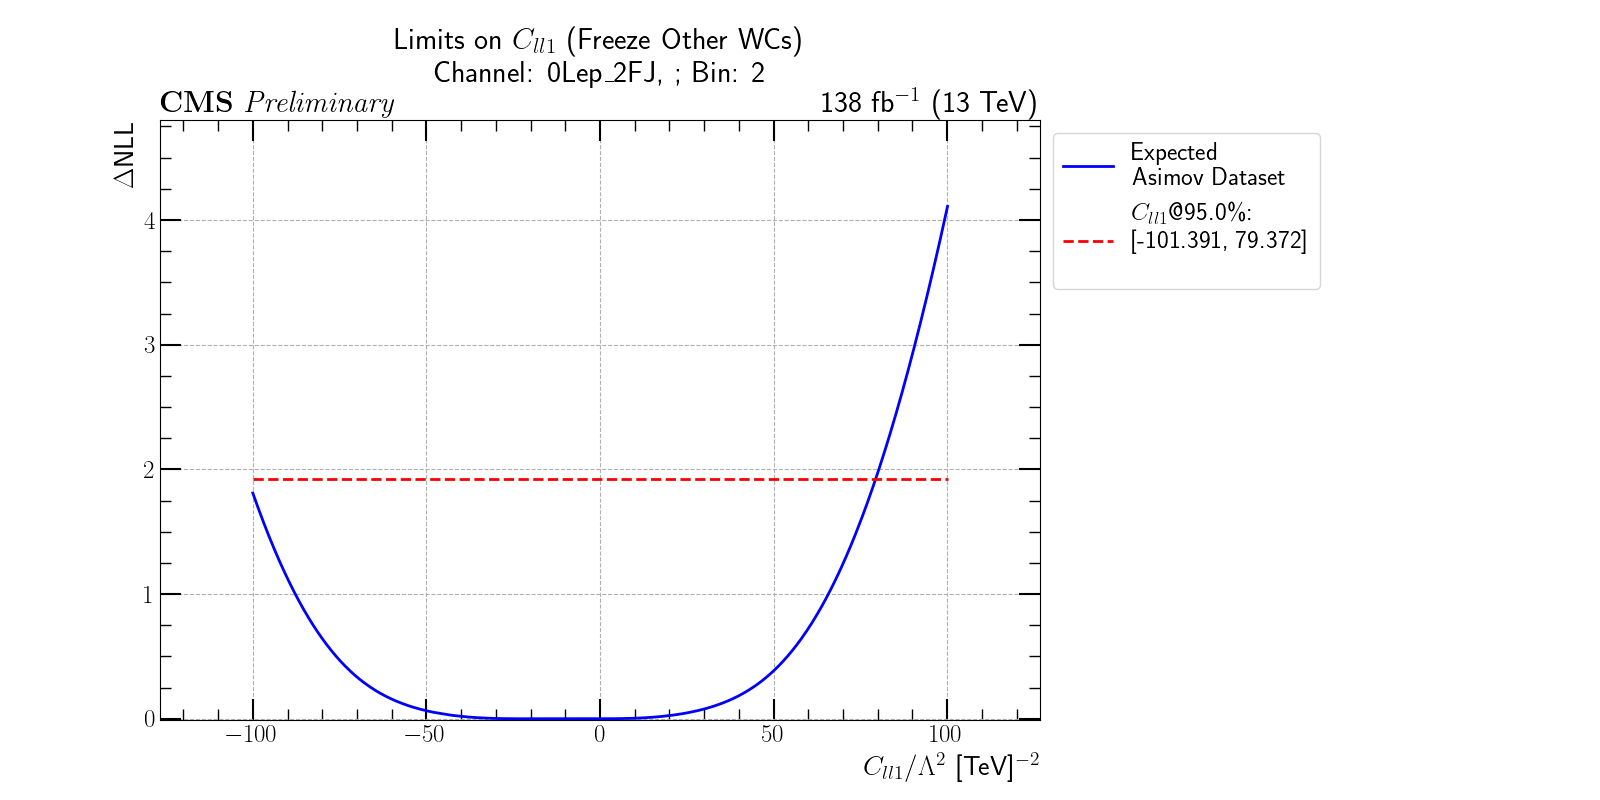 Limits on C_{ll1} (Freeze Other WCs)
Channel: 0Lep_2FJ, ; Bin: 2
CMS Preliminary 138 fb^{−1} (13 TeV)
ΔNLL
4
3
2
1
0
−100 −50 0 50 100
C_{ll1}/Λ^2 [TeV]^{−2}
Expected
Asimov Dataset
C_{ll1}@95.0%:
[-101.391, 79.372]